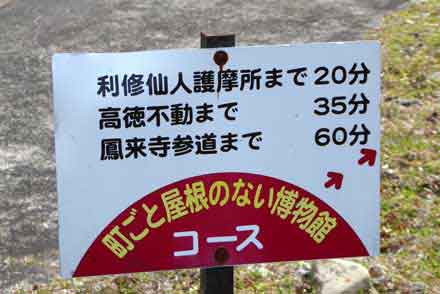 利修仙人護摩所まで 20分
高徳不動まで 35分
鳳来寺参道まで 60分
町ごと屋根のない博物館
コース